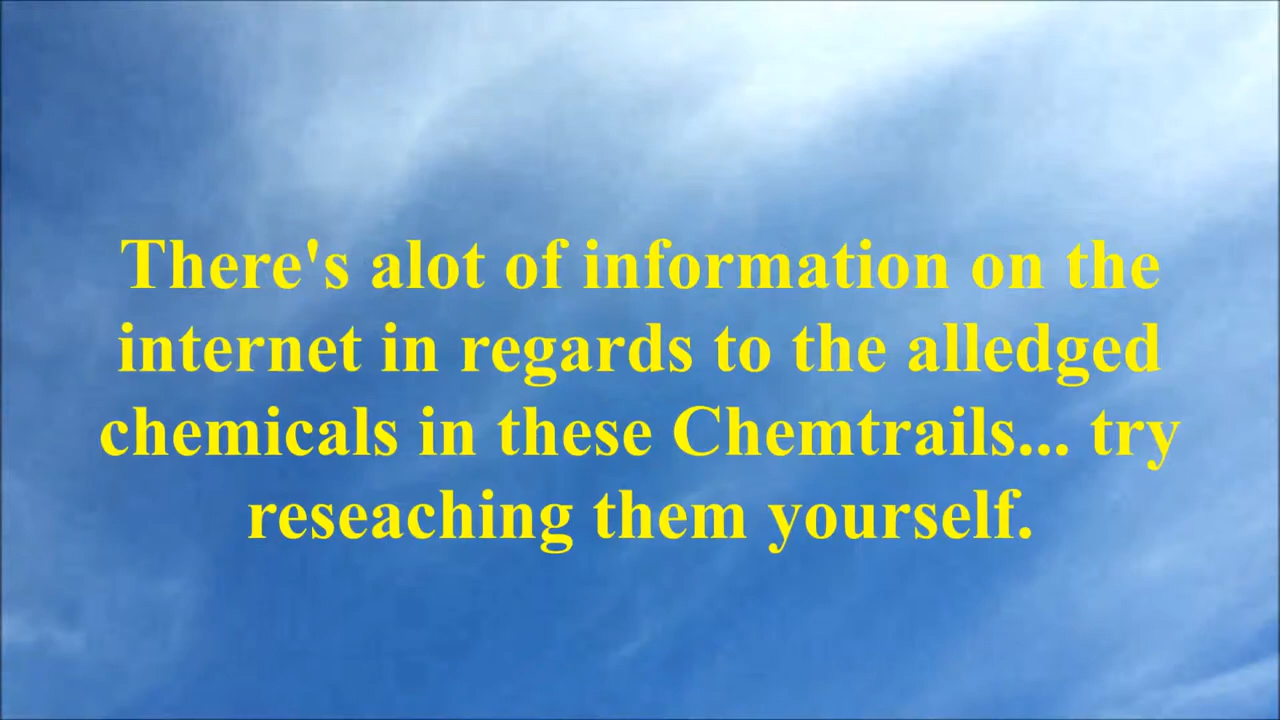 There's alot of information on the
internet in regards to the alledged
chemicals in these Chemtrails... try
reseaching them yourself.